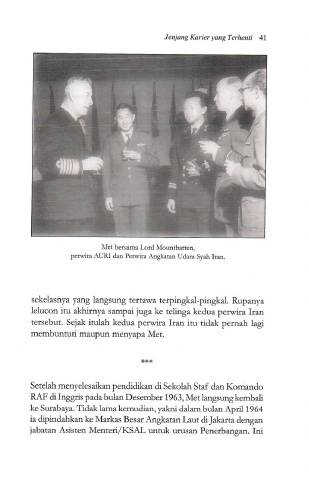 Jenjang Karier yang Terhenti 41
Met bersama Lord Mountbatten,
perwira AURI dan Perwira Angkatan Udara Syah Iran.
sekelasnya yang langsung tertawa terpingkal-pingkal. Rupanya
lelucon itu akhirnya sampai juga ke telinga kedua perwira Iran
tersebut. Sejak itulah kedua perwira Iran itu tidak pernah lagi
membuntuti maupun menyapa Met.
***
Setelah menyelesaikan pendidikan di Sekolah Staf dan Komando
RAF di Inggris pada bulan Desember 1963, Met langsung kembali
ke Surabaya. Tidak lama kemudian, yakni dalam bulan April 1964
ia dipindahkan ke Markas Besar Angkatan Laut di Jakarta dengan
jabatan Asisten Menteri/KSAL untuk urusan Penerbangan. Ini